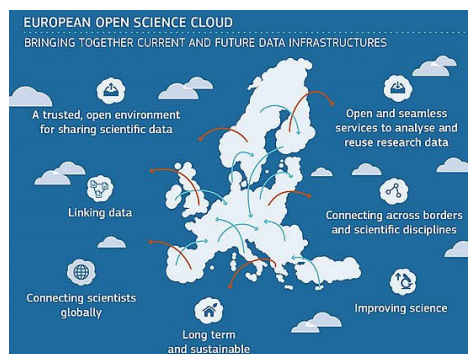 EUROPEAN OPEN SCIENCE CLOUD
BRINGING TOGETHER CURRENT AND FUTURE DATA INFRASTRUCTURES
A trusted, open environment
for sharing scientific data
Open and seamless
services to analyse and
reuse research data
Linking data
Connecting across borders
and scientific disciplines
Connecting scientists
globally
Improving science
Long term
and sustainable